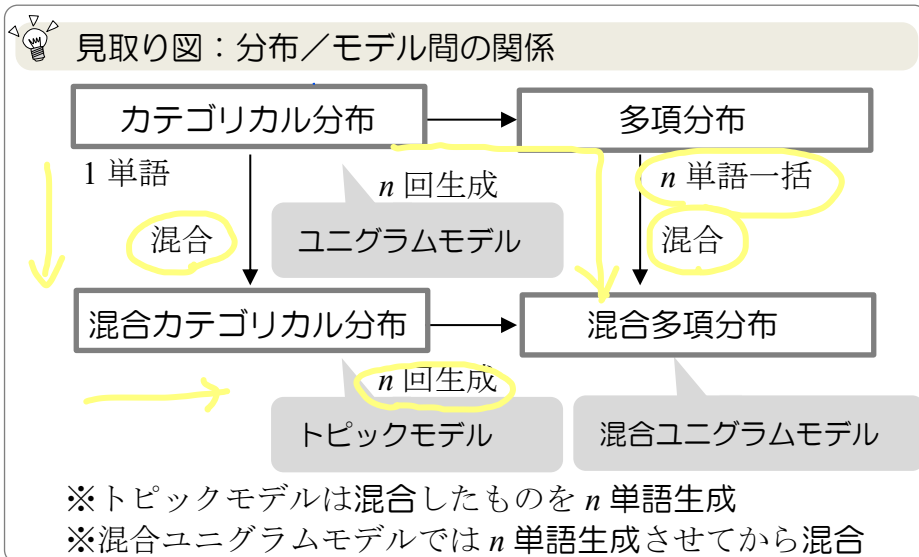 見取り図：分布／モデル間の関係
カテゴリカル分布
多項分布
1 単語
n 回生成
n 単語一括
混合
ユニグラムモデル
混合
混合カテゴリカル分布
混合多項分布
n 回生成
トピックモデル
混合ユニグラムモデル
※トピックモデルは混合したものを n 単語生成
※混合ユニグラムモデルでは n 単語生成させてから混合